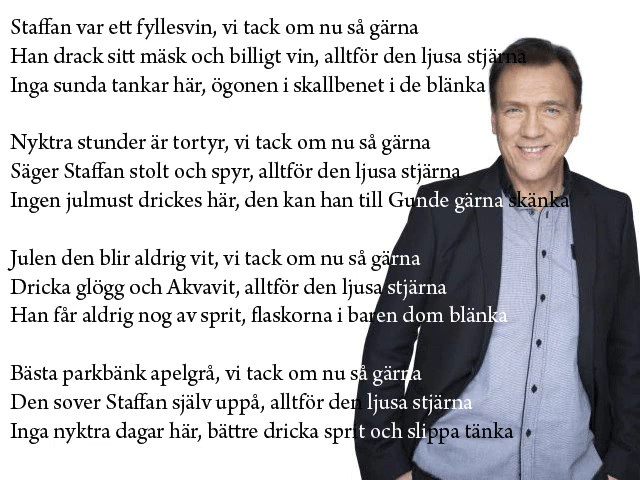 Staffan var ett fyllesvin, vi tack om nu så gärna
Han drack sitt mäsk och billigt vin, alltför den ljusa stjärna
Inga sunda tankar här, ögonen i skallbenet i de blänka
Nyktra stunder är tortyr, vi tack om nu så gärna
Säger Staffan stolt och spyr, alltför den ljusa stjärna
Ingen julmust drickes här, den kan han till Gunde gärna skänka
Julen den blir aldrig vit, vi tack om nu så gärna
Dricka glögg och Akvavit, alltför den ljusa stjärna
Han får aldrig nog av sprit, flaskorna i baren dom blänka
Bästa parkbänk apelgrå, vi tack om nu så gärna
Den sover Staffan själv uppå, alltför den ljusa stjärna
Inga nyktra dagar här, bättre dricka sprit och slippa tänka